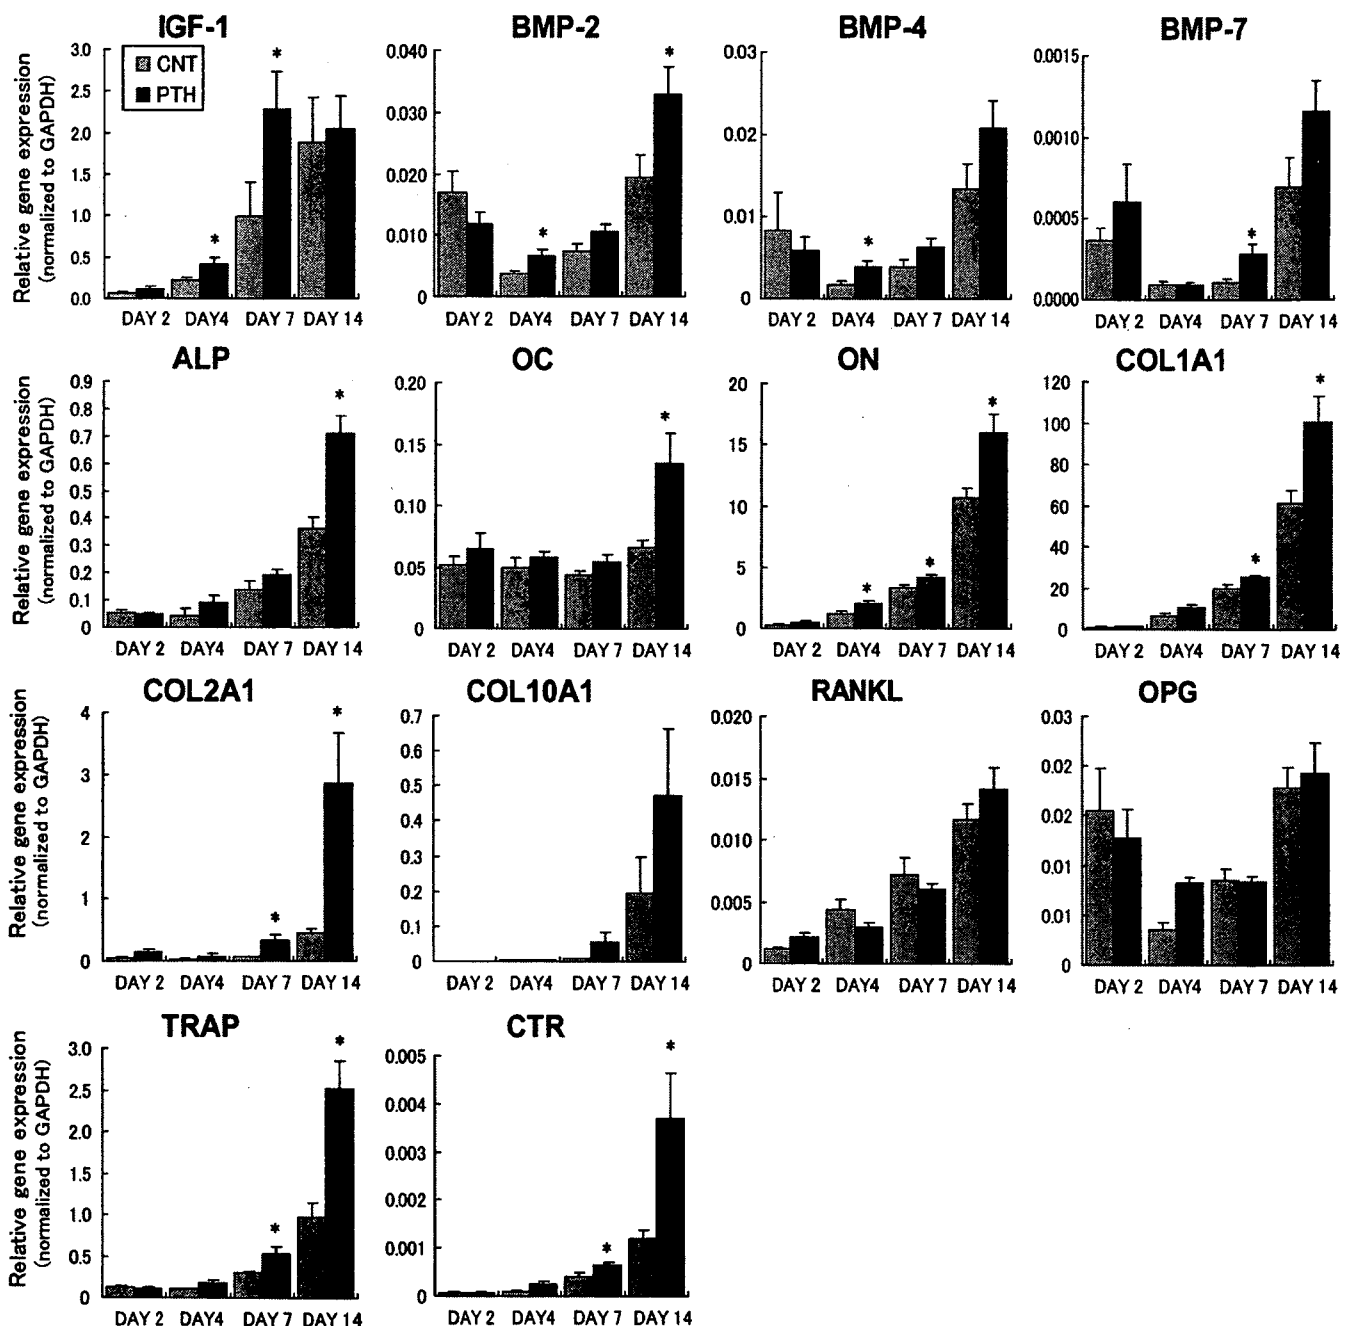 IGF-1
BMP-2
BMP-4
BMP-7
Relative gene expression
(normalized to GAPDH)
3.0
2.5
2.0
1.5
1.0
0.5
0.0
CNT
PTH
*
*
DAY 2 DAY4 DAY 7 DAY 14
0.040
0.030
0.020
0.010
0
*
*
DAY 2 DAY4 DAY 7 DAY 14
0.03
0.02
0.01
0
*
DAY 2 DAY4 DAY 7 DAY 14
0.0015
0.0010
0.0005
0.0000
*
DAY 2 DAY4 DAY 7 DAY 14
ALP
OC
ON
COL1A1
Relative gene expression
(normalized to GAPDH)
0.9
0.8
0.7
0.6
0.5
0.4
0.3
0.2
0.1
0
*
DAY 2 DAY4 DAY 7 DAY 14
0.20
0.15
0.10
0.05
0
*
DAY 2 DAY4 DAY 7 DAY 14
20
15
10
5
0
*
*
*
DAY 2 DAY4 DAY 7 DAY 14
120
100
80
60
40
20
0
*
*
DAY 2 DAY4 DAY 7 DAY 14
COL2A1
COL10A1
RANKL
OPG
Relative gene expression
(normalized to GAPDH)
4
3
2
1
0
*
*
DAY 2 DAY4 DAY 7 DAY 14
0.7
0.6
0.5
0.4
0.3
0.2
0.1
0
DAY 2 DAY4 DAY 7 DAY 14
0.020
0.015
0.010
0.005
0
DAY 2 DAY4 DAY 7 DAY 14
0.03
0.02
0.02
0.01
0.01
0
DAY 2 DAY4 DAY 7 DAY 14
TRAP
CTR
Relative gene expression
(normalized to GAPDH)
3.0
2.5
2.0
1.5
1.0
0.5
0.0
*
*
DAY 2 DAY4 DAY 7 DAY 14
0.005
0.004
0.003
0.002
0.001
0
*
*
DAY 2 DAY4 DAY 7 DAY 14